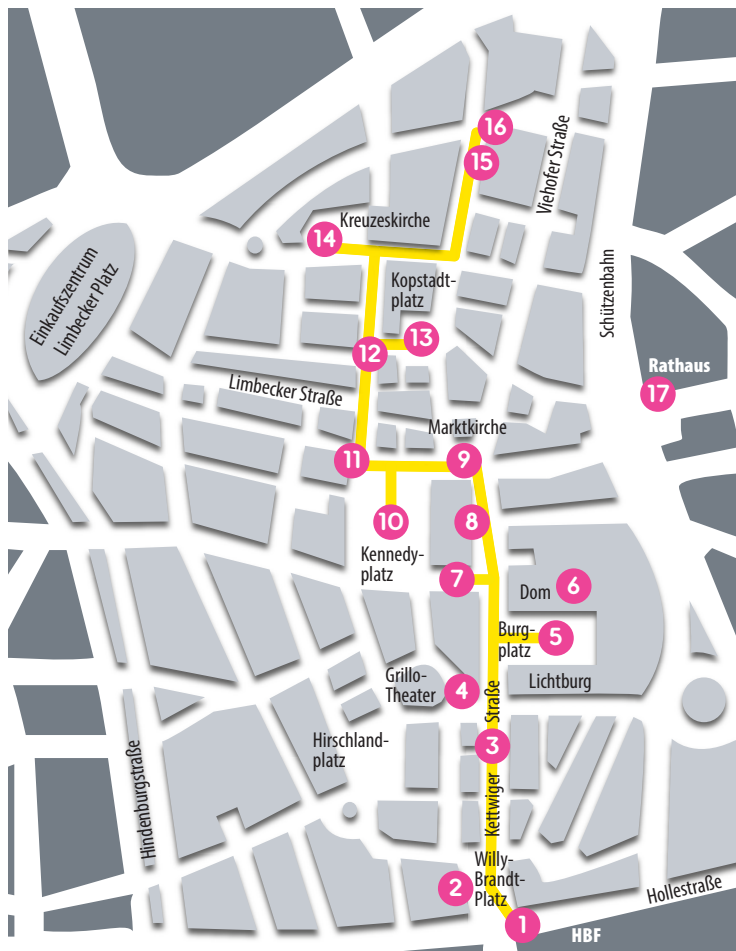 16
15
Viehofer Straße
Kreuzeskirche
14
Einkaufszentrum
Limbecker Platz
Kopstadt-
platz
Schützenbahn
13
12
Rathaus
17
Limbecker Straße
Marktkirche
11
9
10
8
Kennedy-
platz
7
Dom
6
Burg-
platz
5
Grillo-
Theater
4
Lichtburg
Kettwiger Straße
3
Hirschland-
platz
Hindenburgstraße
Willy-
Brandt-
Platz
2
Hollestraße
1
HBF